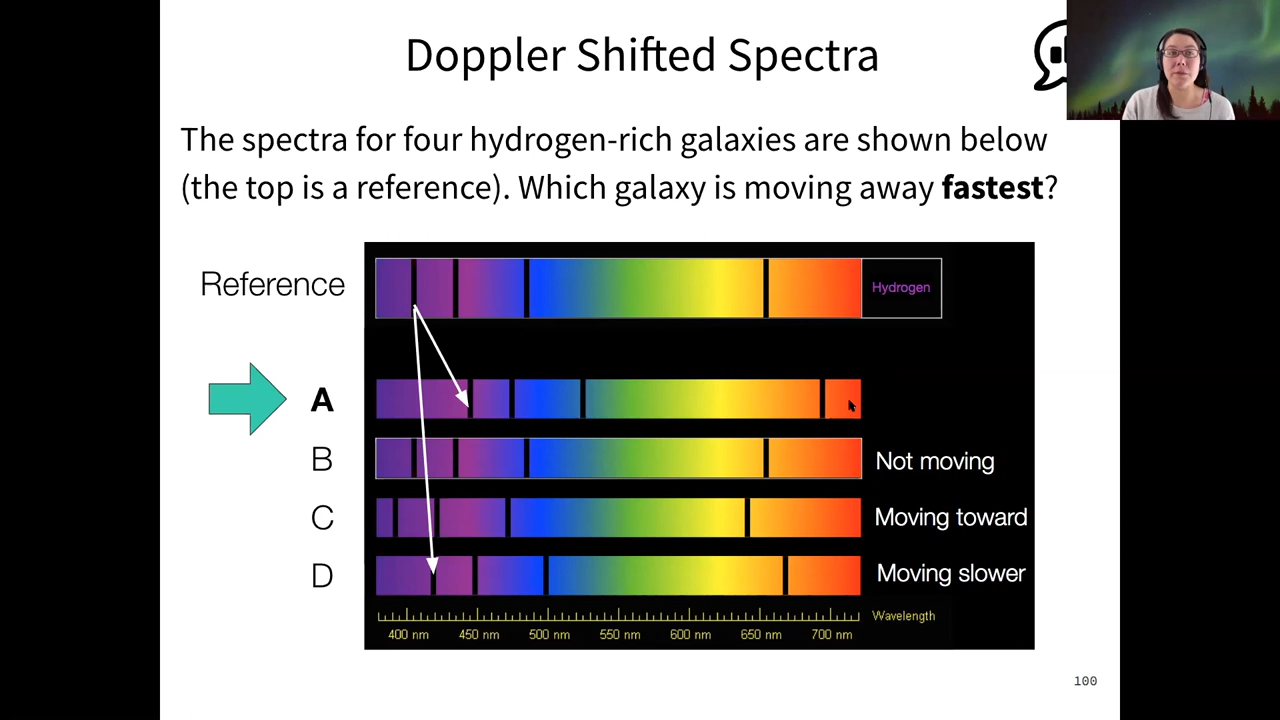 Doppler Shifted Spectra
The spectra for four hydrogen-rich galaxies are shown below
(the top is a reference). Which galaxy is moving away fastest?
Reference
Hydrogen
A
B
Not moving
C
Moving toward
D
Moving slower
Wavelength
400 nm 450 nm 500 nm 550 nm 600 nm 650 nm 700 nm
100